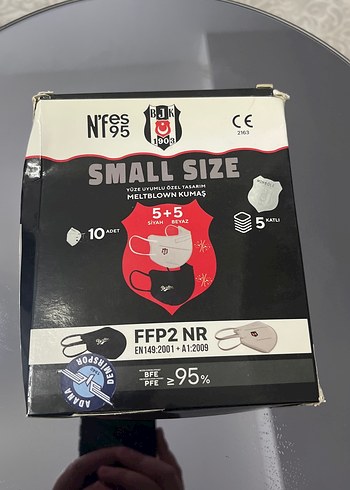 N'fes
95
BJK
1903
CE
2163
SMALL SIZE
YÜZE UYUMLU ÖZEL TASARIM
MELTBLOWN KUMAŞ
5+5
SİYAH BEYAZ
10 ADET
5 KATLI
FFP2 NR
EN149:2001 + A1:2009
BFE
PFE
≥95%
ADANA
DEMİRSPOR